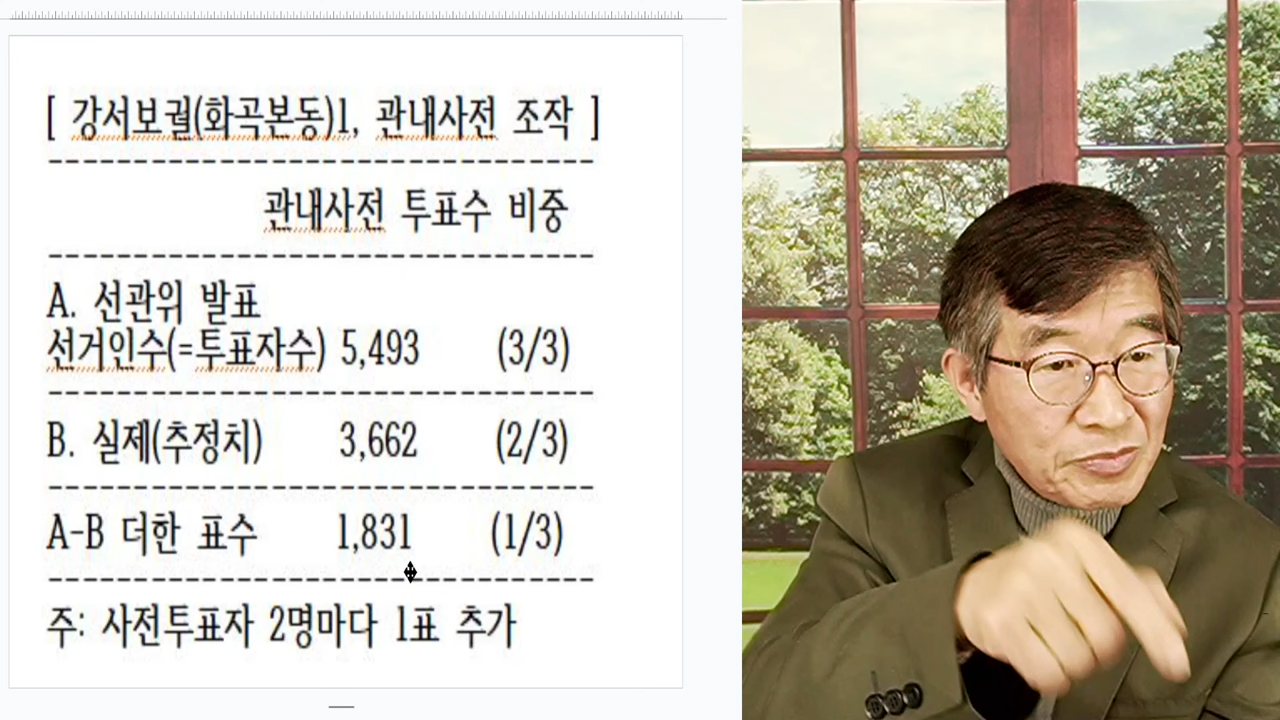 [ 강서보궐(화곡본동)1, 관내사전 조작 ]
관내사전 투표수 비중
A. 선관위 발표
선거인수(=투표자수) 5,493 (3/3)
B. 실제(추정치) 3,662 (2/3)
A-B 더한 표수 1,831 (1/3)
주: 사전투표자 2명마다 1표 추가